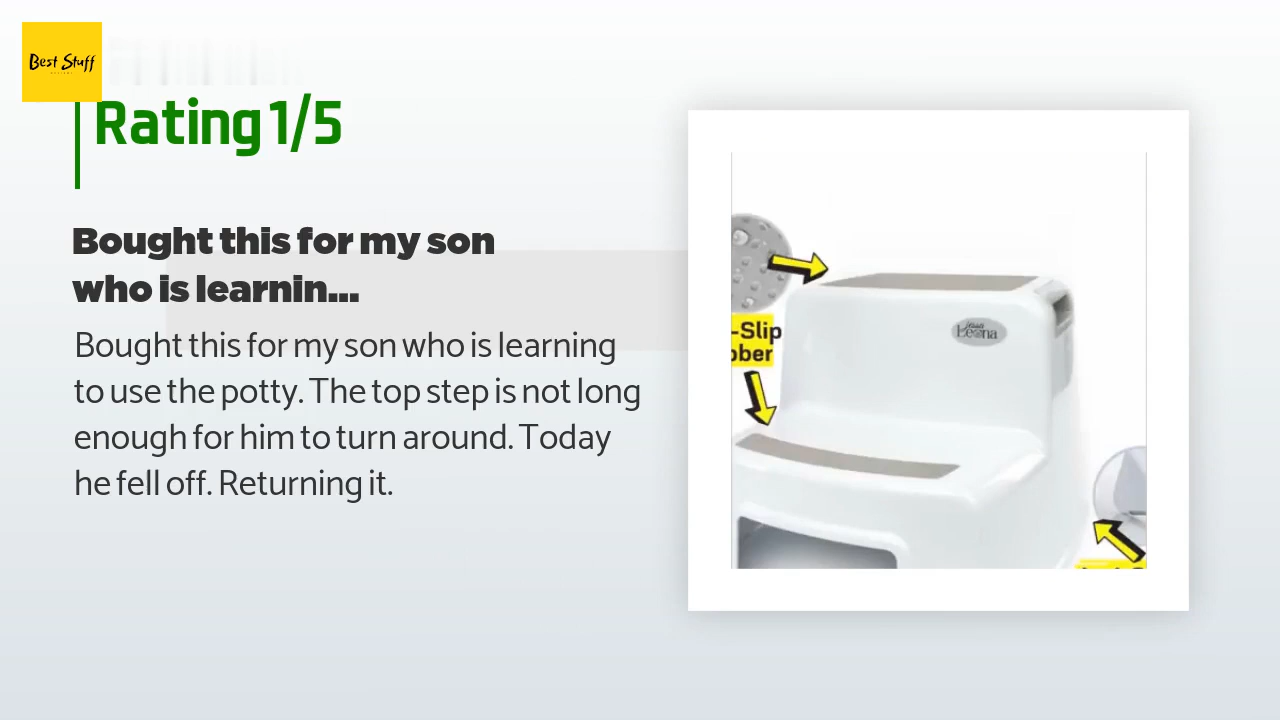 Best Stuff
Rating 1/5
Bought this for my son
who is learnin...
Bought this for my son who is learning
to use the potty. The top step is not long
enough for him to turn around. Today
he fell off. Returning it.
Leona
-Slip
ober